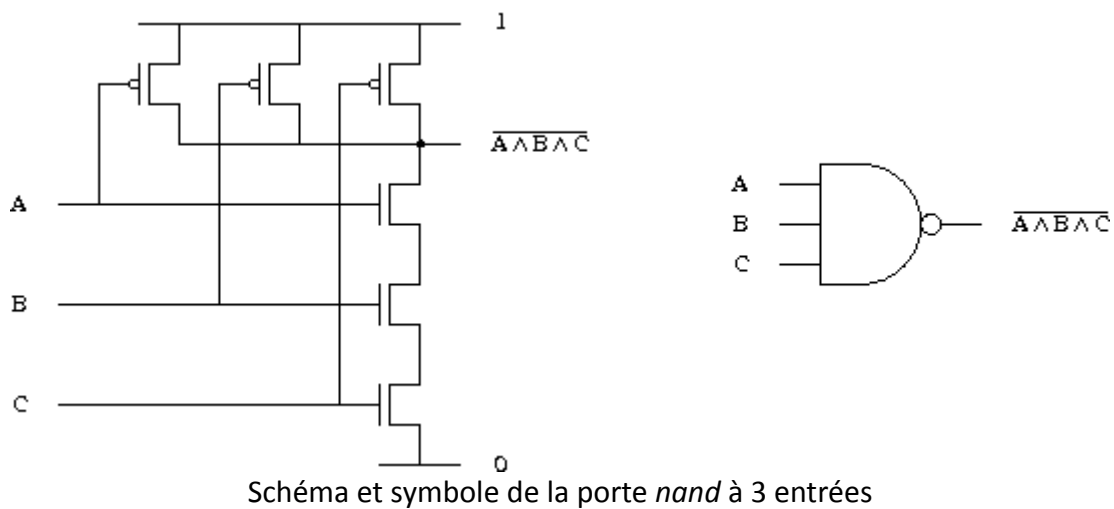 1
A∧B∧C
A
A
B
A∧B∧C
B
C
C
0
Schéma et symbole de la porte nand à 3 entrées